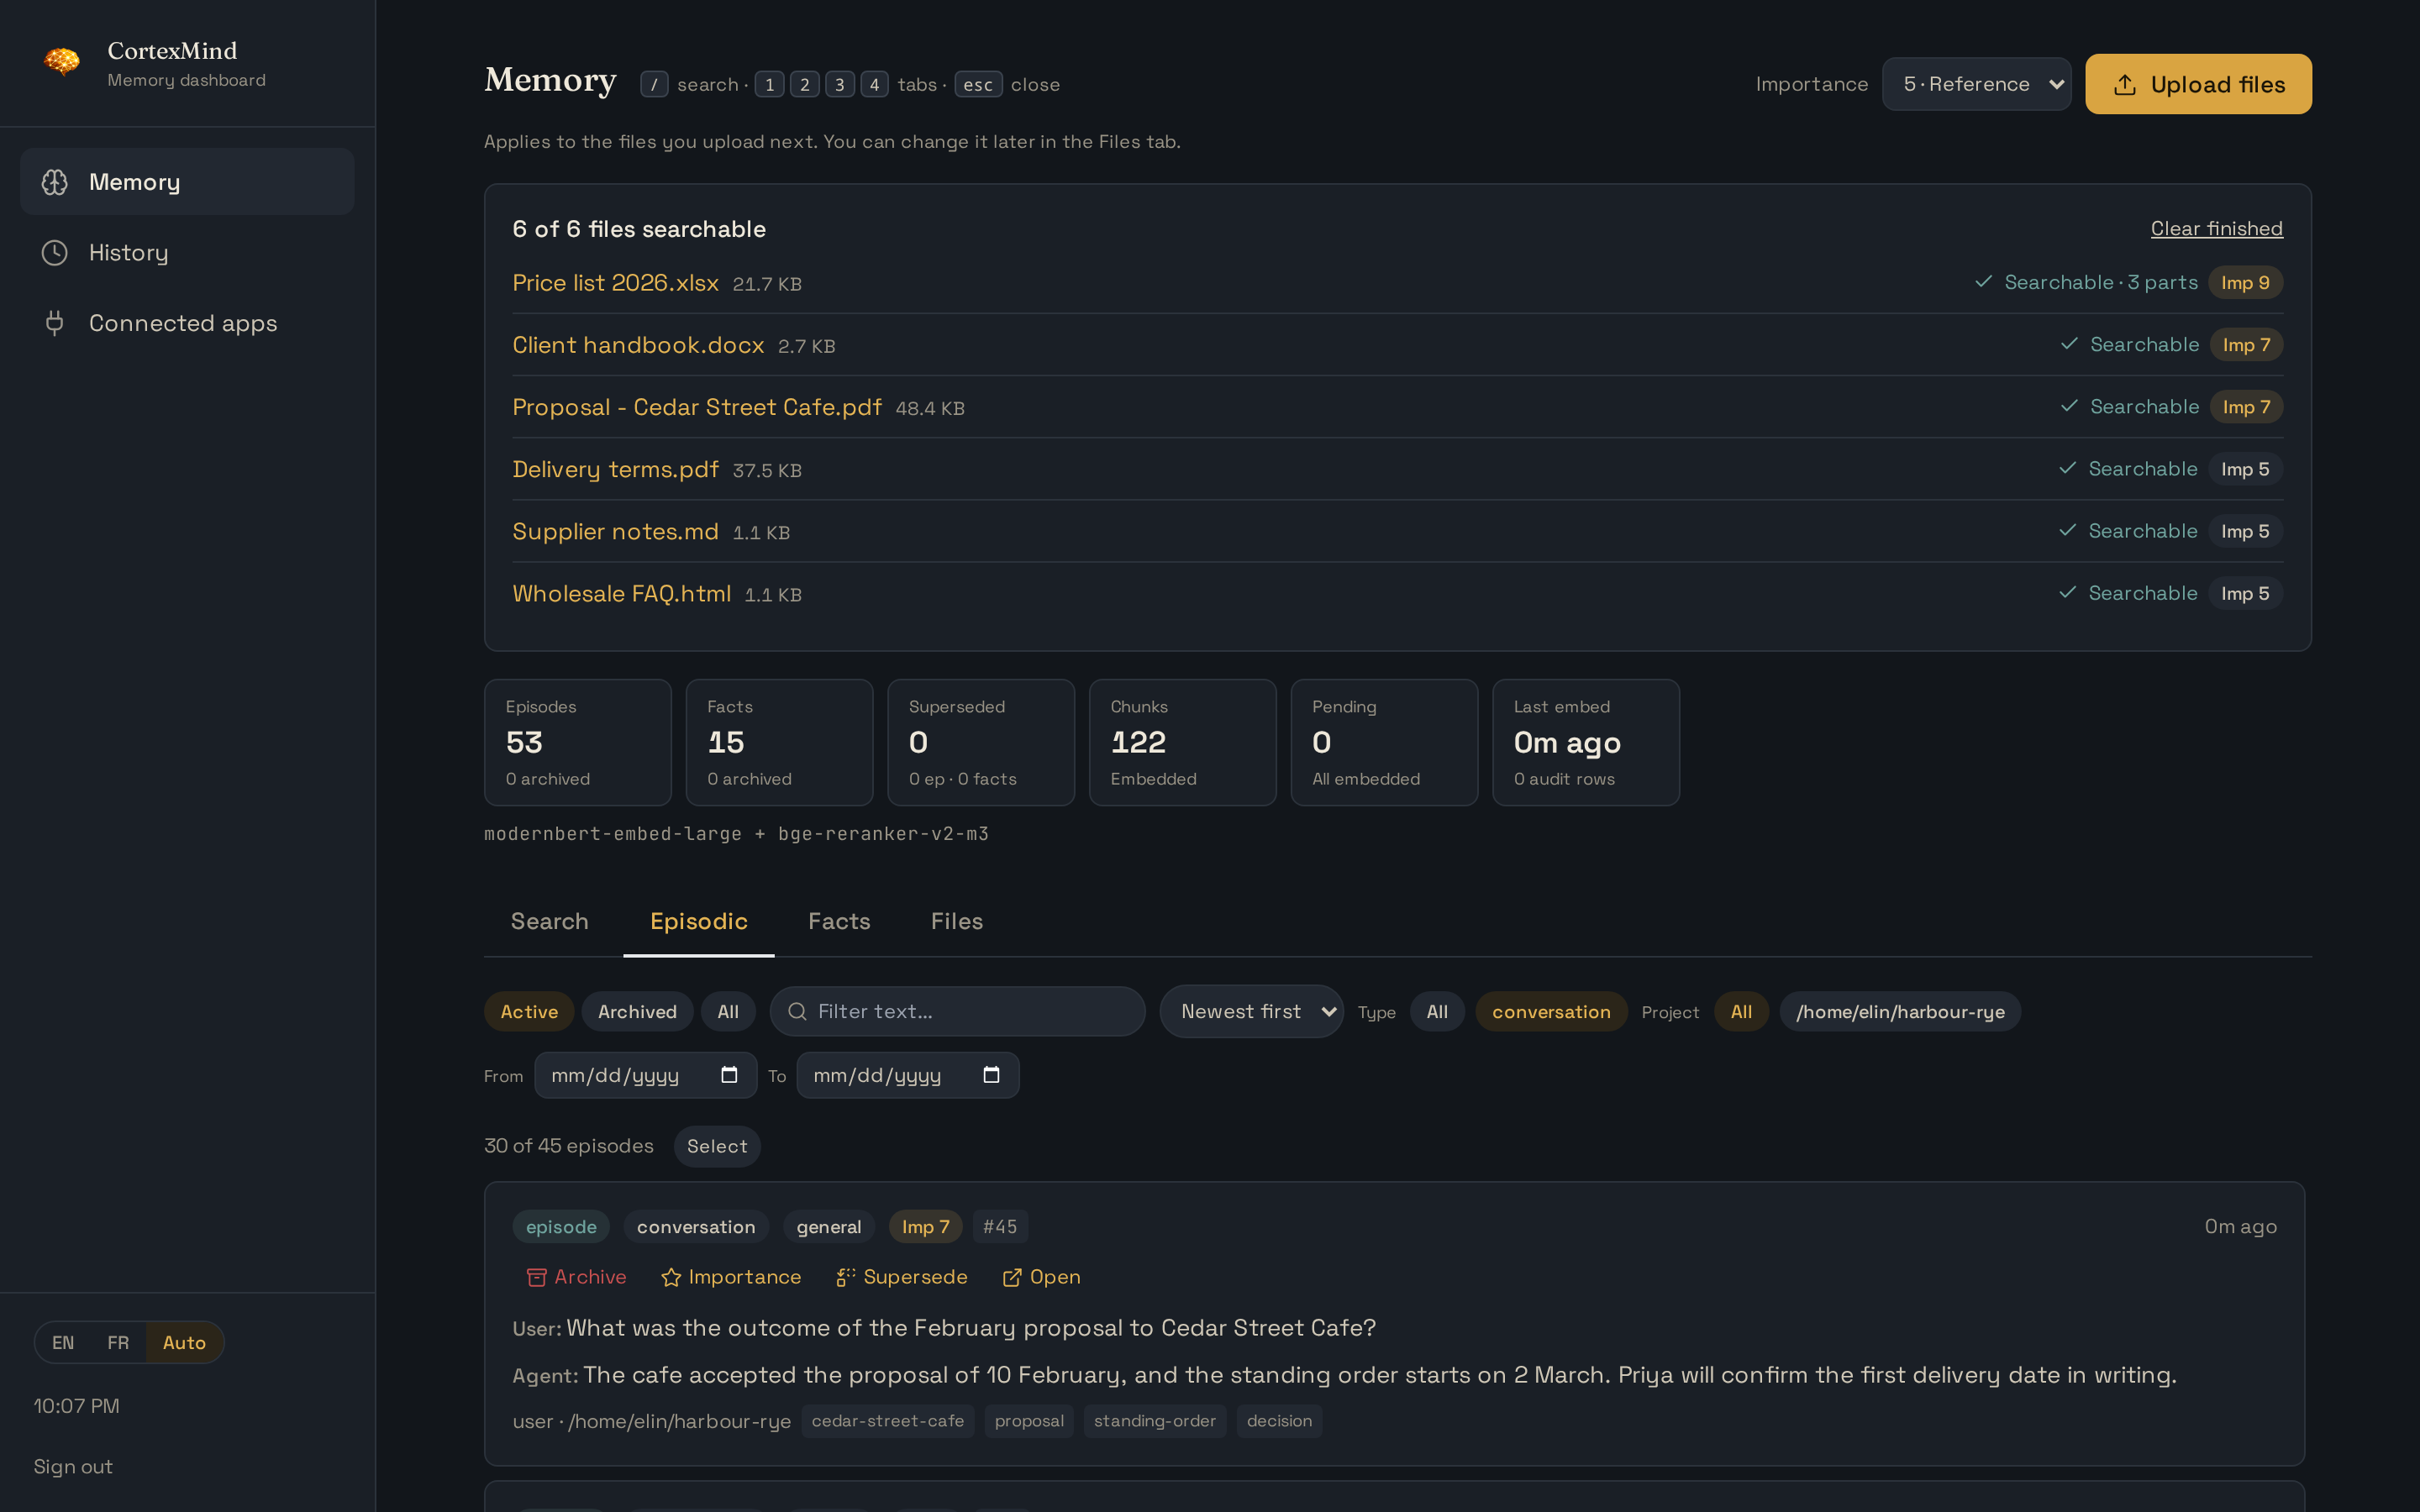 CortexMind
Memory dashboard
Memory
History
Connected apps
EN FR Auto
10:07 PM
Sign out
Memory / search · 1 2 3 4 tabs · esc close
Importance 5 · Reference Upload files
Applies to the files you upload next. You can change it later in the Files tab.
6 of 6 files searchable Clear finished
Price list 2026.xlsx 21.7 KB Searchable · 3 parts Imp 9
Client handbook.docx 2.7 KB Searchable Imp 7
Proposal - Cedar Street Cafe.pdf 48.4 KB Searchable Imp 7
Delivery terms.pdf 37.5 KB Searchable Imp 5
Supplier notes.md 1.1 KB Searchable Imp 5
Wholesale FAQ.html 1.1 KB Searchable Imp 5
Episodes Facts Superseded Chunks Pending Last embed
53 15 0 122 0 0m ago
0 archived 0 archived 0 ep · 0 facts Embedded All embedded 0 audit rows
modernbert-embed-large + bge-reranker-v2-m3
Search Episodic Facts Files
Active Archived All Filter text... Newest first Type All conversation Project All /home/elin/harbour-rye
From mm/dd/yyyy To mm/dd/yyyy
30 of 45 episodes Select
episode conversation general Imp 7 #45 0m ago
Archive Importance Supersede Open
User: What was the outcome of the February proposal to Cedar Street Cafe?
Agent: The cafe accepted the proposal of 10 February, and the standing order starts on 2 March. Priya will confirm the first delivery date in writing.
user · /home/elin/harbour-rye cedar-street-cafe proposal standing-order decision